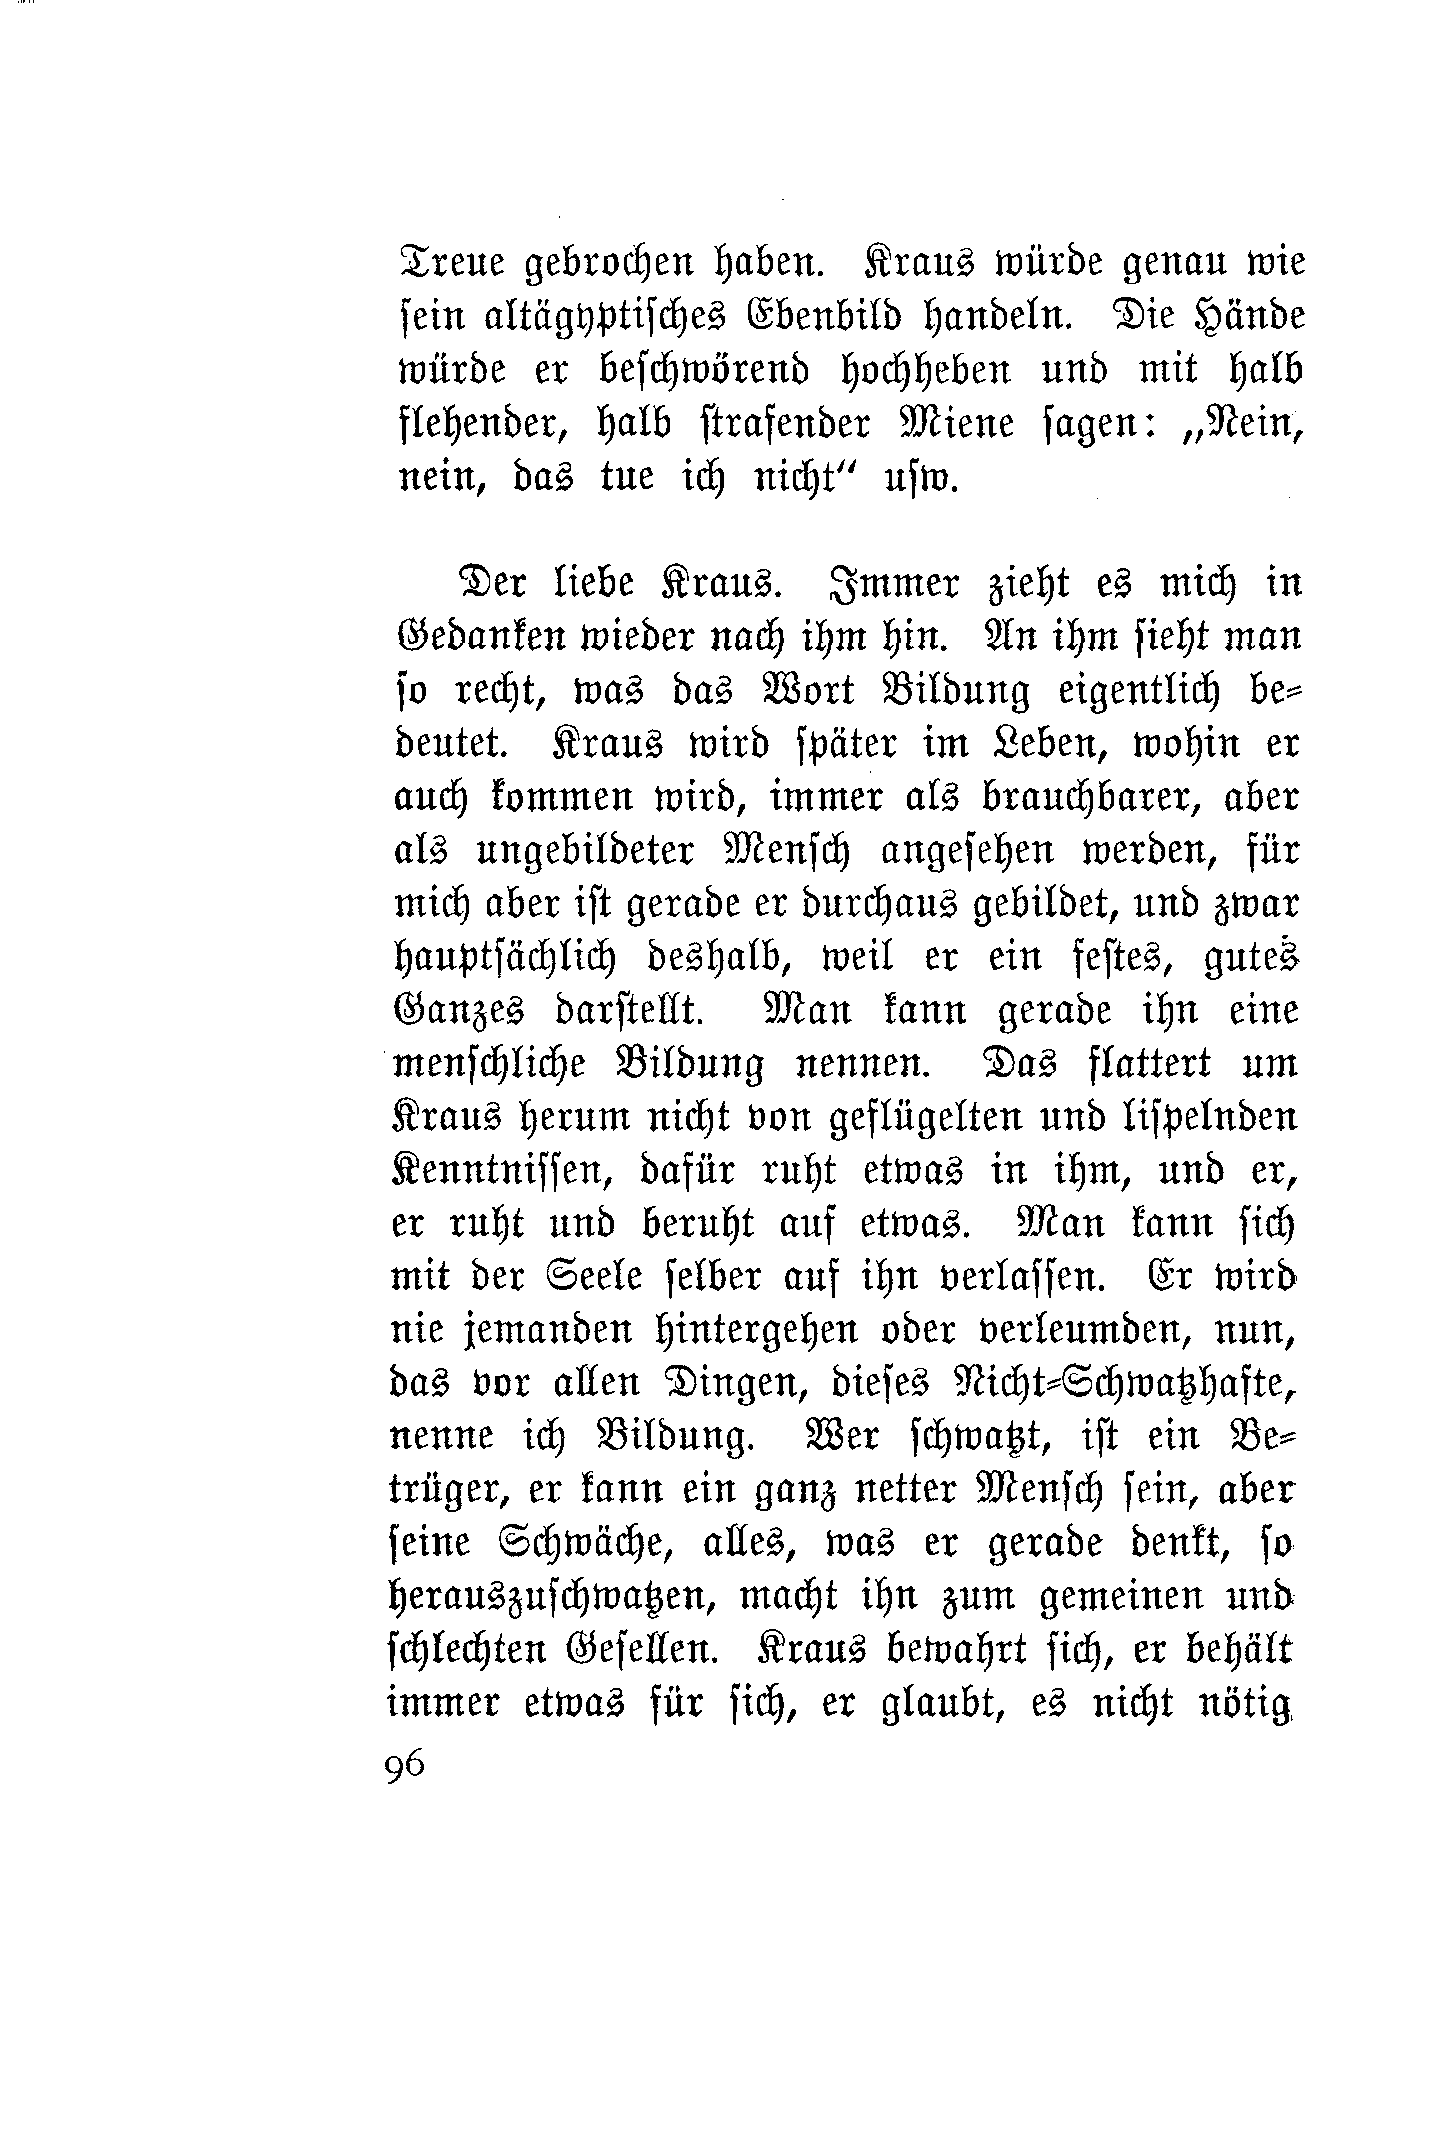 Treue gebrochen haben. Kraus würde genau wie
ſein altägyptiſches Ebenbild handeln. Die Hände
würde er beſchwörend hochheben und mit halb
flehender, halb ſtrafender Miene ſagen: „Nein,
nein, das tue ich nicht“ uſw.
Der liebe Kraus. Immer zieht es mich in
Gedanken wieder nach ihm hin. An ihm ſieht man
ſo recht, was das Wort Bildung eigentlich be⸗
deutet. Kraus wird ſpäter im Leben, wohin er
auch kommen wird, immer als brauchbarer, aber
als ungebildeter Menſch angeſehen werden, für
mich aber iſt gerade er durchaus gebildet, und zwar
hauptſächlich deshalb, weil er ein feſtes, gutes
Ganzes darſtellt. Man kann gerade ihn eine
menſchliche Bildung nennen. Das flattert um
Kraus herum nicht von geflügelten und liſpelnden
Kenntniſſen, dafür ruht etwas in ihm, und er,
er ruht und beruht auf etwas. Man kann ſich
mit der Seele ſelber auf ihn verlaſſen. Er wird
nie jemanden hintergehen oder verleumden, nun,
das vor allen Dingen, dieſes Nicht⸗Schwatzhafte,
nenne ich Bildung. Wer ſchwatzt, iſt ein Be⸗
trüger, er kann ein ganz netter Menſch ſein, aber
ſeine Schwäche, alles, was er gerade denkt, ſo
herauszuſchwatzen, macht ihn zum gemeinen und
ſchlechten Geſellen. Kraus bewahrt ſich, er behält
immer etwas für ſich, er glaubt, es nicht nötig
96